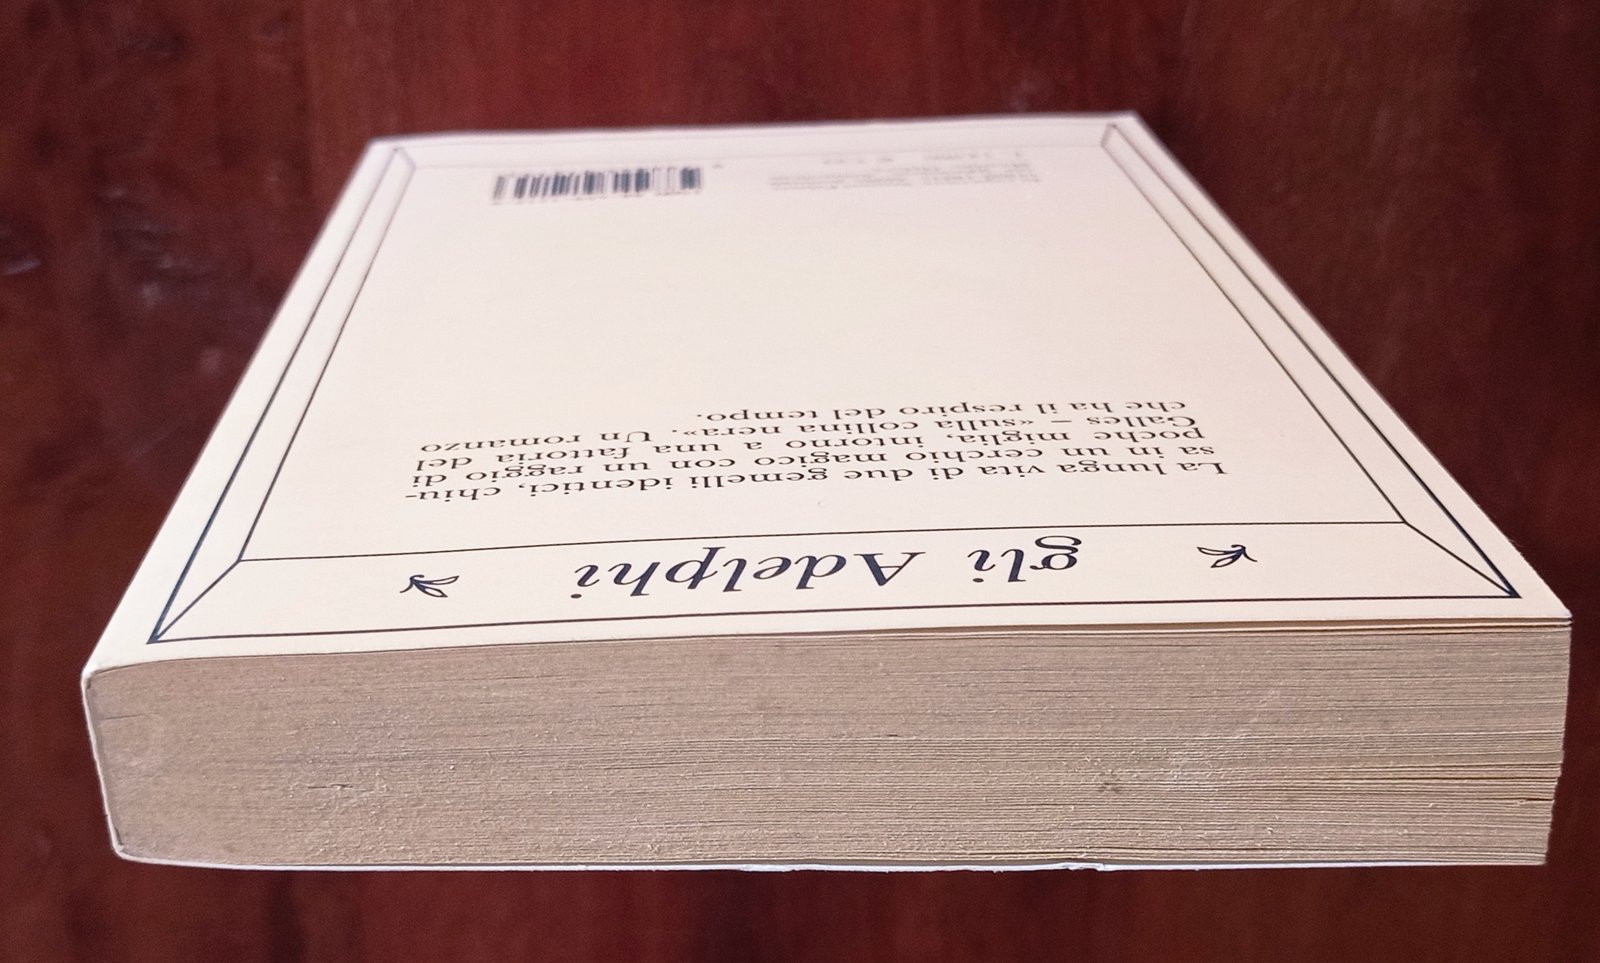 gli Adelphi
La lunga vita di due gemelli identici, chiu-
sa in un cerchio magico con un raggio di
poche miglia, intorno a una fattoria del
Galles – «sulla collina nera». Un romanzo
che ha il respiro del tempo.